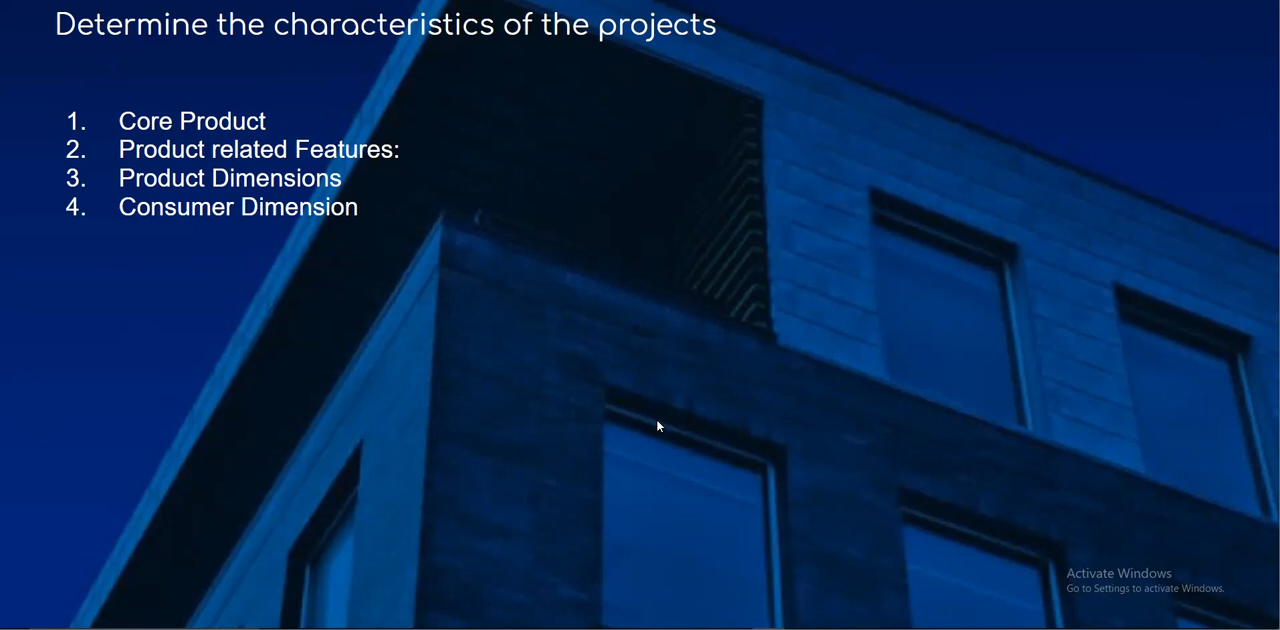 Determine the characteristics of the projects
1. Core Product
2. Product related Features:
3. Product Dimensions
4. Consumer Dimension
Activate Windows
Go to Settings to activate Windows.